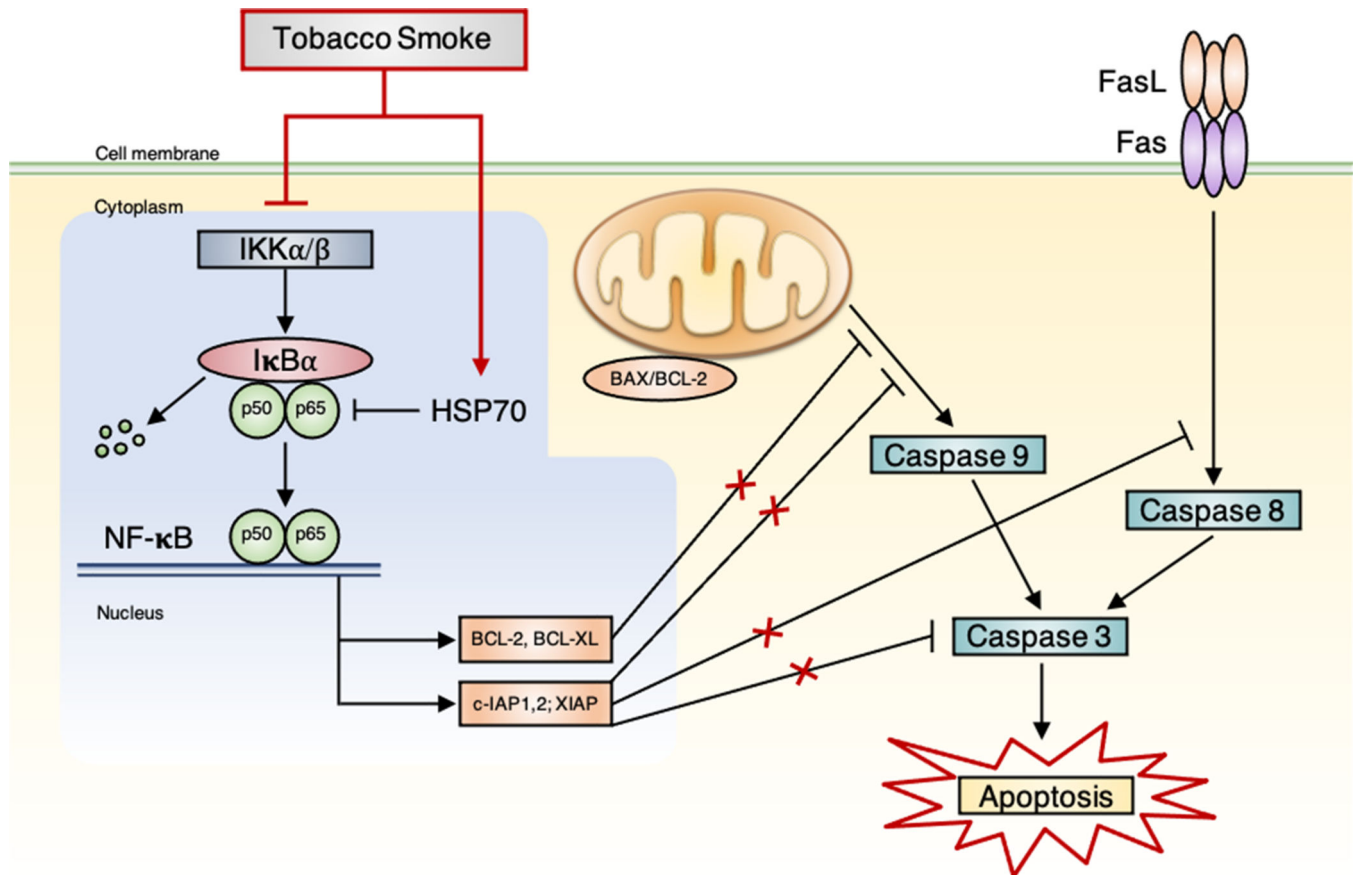 Tobacco Smoke
FasL
Fas
Cell membrane
Cytoplasm
IKKα/β
IκBα
p50 p65
HSP70
BAX/BCL-2
Caspase 9
Caspase 8
NF-κB
p50 p65
Nucleus
BCL-2, BCL-XL
Caspase 3
c-IAP1,2; XIAP
Apoptosis